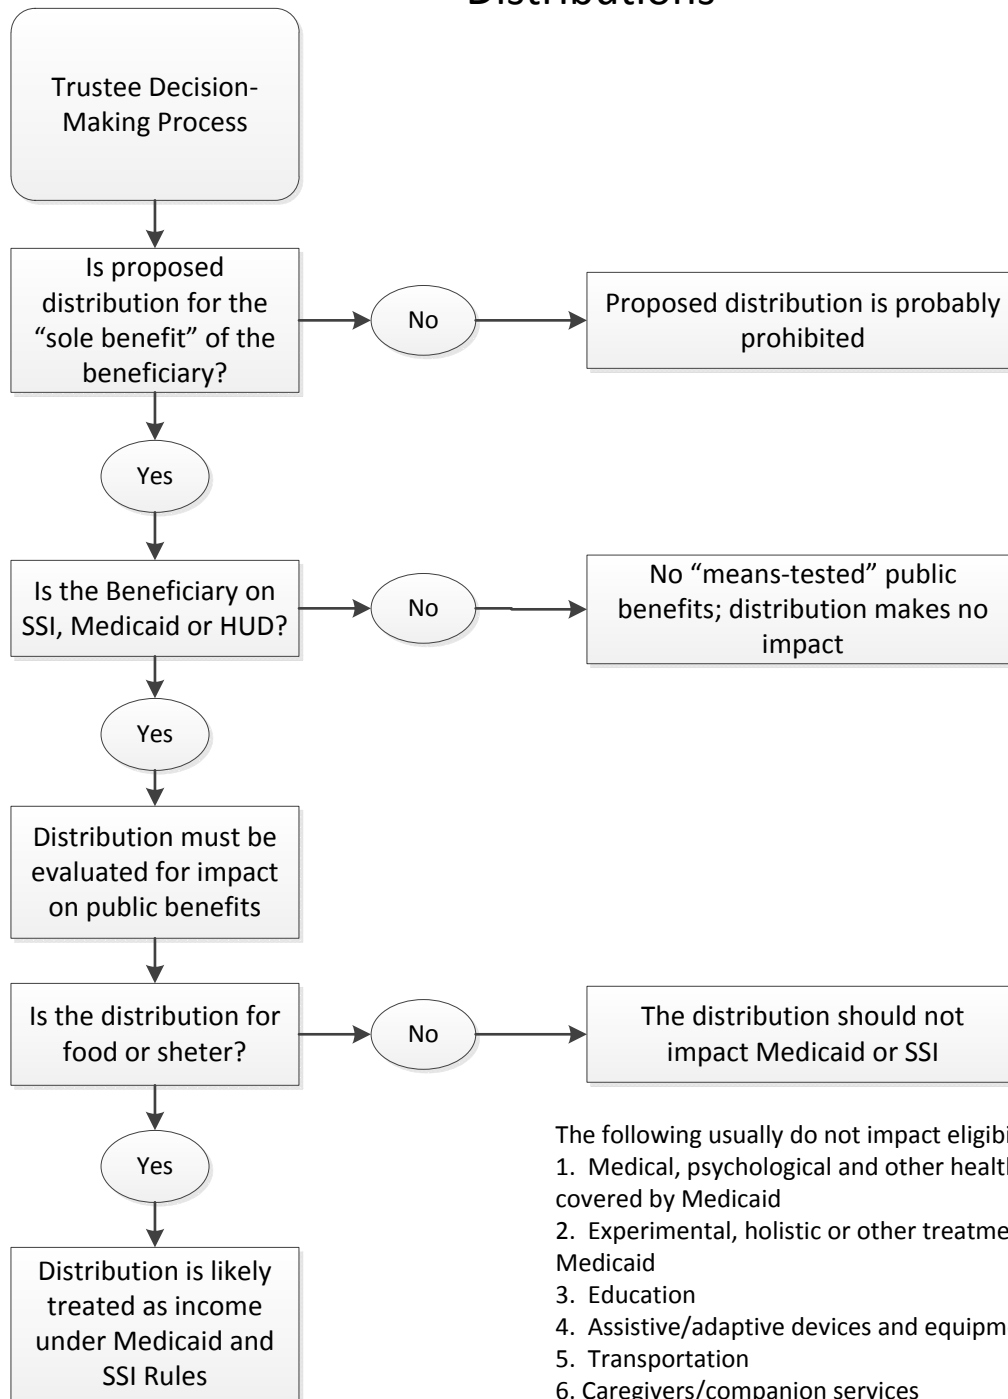 Distributions
Trustee Decision-
Making Process
Is proposed
distribution for the
“sole benefit” of the
beneficiary?
No
Proposed distribution is probably
prohibited
Yes
Is the Beneficiary on
SSI, Medicaid or HUD?
No
No “means-tested” public
benefits; distribution makes no
impact
Yes
Distribution must be
evaluated for impact
on public benefits
Is the distribution for
food or sheter?
No
The distribution should not
impact Medicaid or SSI
Yes
Distribution is likely
treated as income
under Medicaid and
SSI Rules
The following usually do not impact
1. Medical, psychological and other
covered by Medicaid
2. Experimental, holistic or other
Medicaid
3. Education
4. Assistive/adaptive devices and
5. Transportation
6. Caregivers/companion services